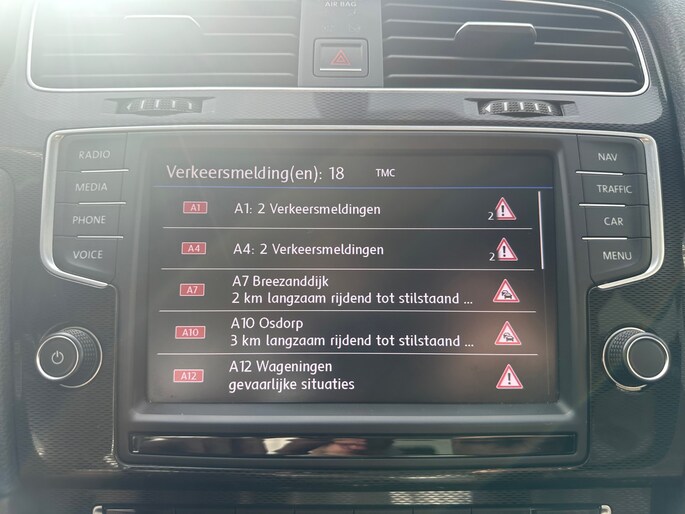 AIR BAG
RADIO
MEDIA
PHONE
VOICE
NAV
TRAFFIC
CAR
MENU
Verkeersmelding(en): 18 TMC
A1 A1: 2 Verkeersmeldingen 2
A4 A4: 2 Verkeersmeldingen 2
A7 A7 Breezanddijk
2 km langzaam rijdend tot stilstaand ...
A10 A10 Osdorp
3 km langzaam rijdend tot stilstaand ...
A12 A12 Wageningen
gevaarlijke situaties